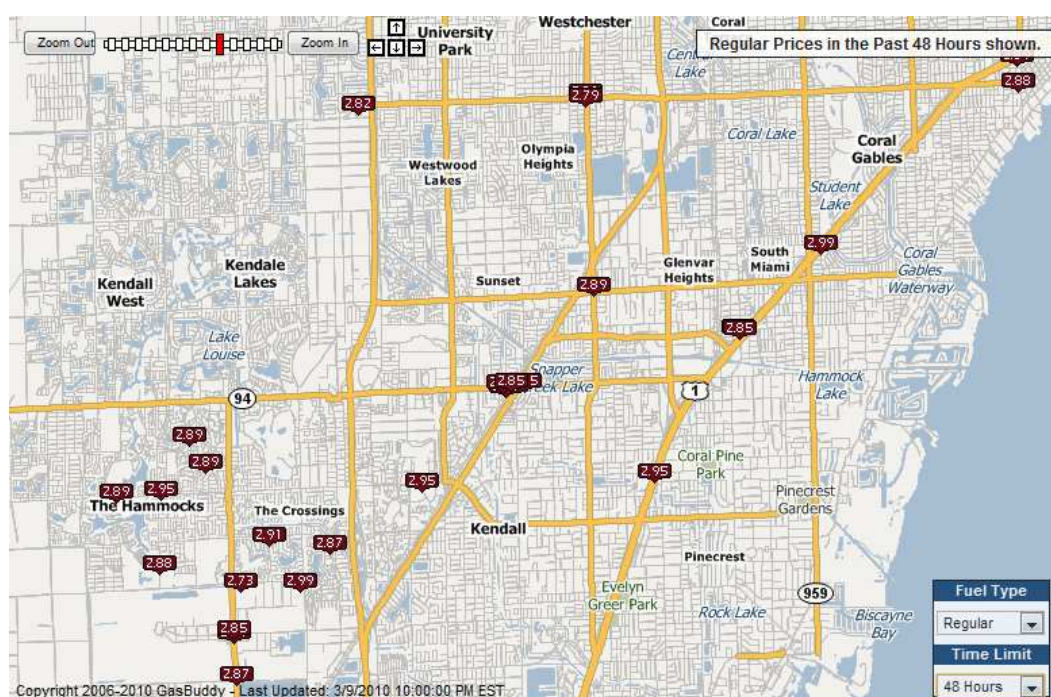 Zoom Out
Zoom In
University
Park
Westchester
Coral
Regular Prices in the Past 48 Hours shown.
Central
Lake
2.88
2.82
2.79
Coral Lake
Coral
Gables
Olympia
Heights
Westwood
Lakes
Student
Lake
2.99
South
Miami
Coral
Gables
Waterway
Glenvar
Heights
Kendale
Lakes
Kendall
West
Sunset
2.89
2.85
Lake
Louise
Snapper
Creek Lake
2.85
Hammock
Lake
1
94
2.89
2.89
Coral Pine
Park
2.95
2.95
2.89
2.95
The Hammocks
The Crossings
Pinecrest
Gardens
Kendall
2.91
2.87
2.88
2.73
2.99
Pinecrest
Evelyn
Greer Park
Rock Lake
959
Biscayne
Bay
2.85
2.87
Fuel Type
Regular
Time Limit
48 Hours
Copyright 2006-2010 GasBuddy - Last Updated: 3/9/2010 10:00:00 PM EST